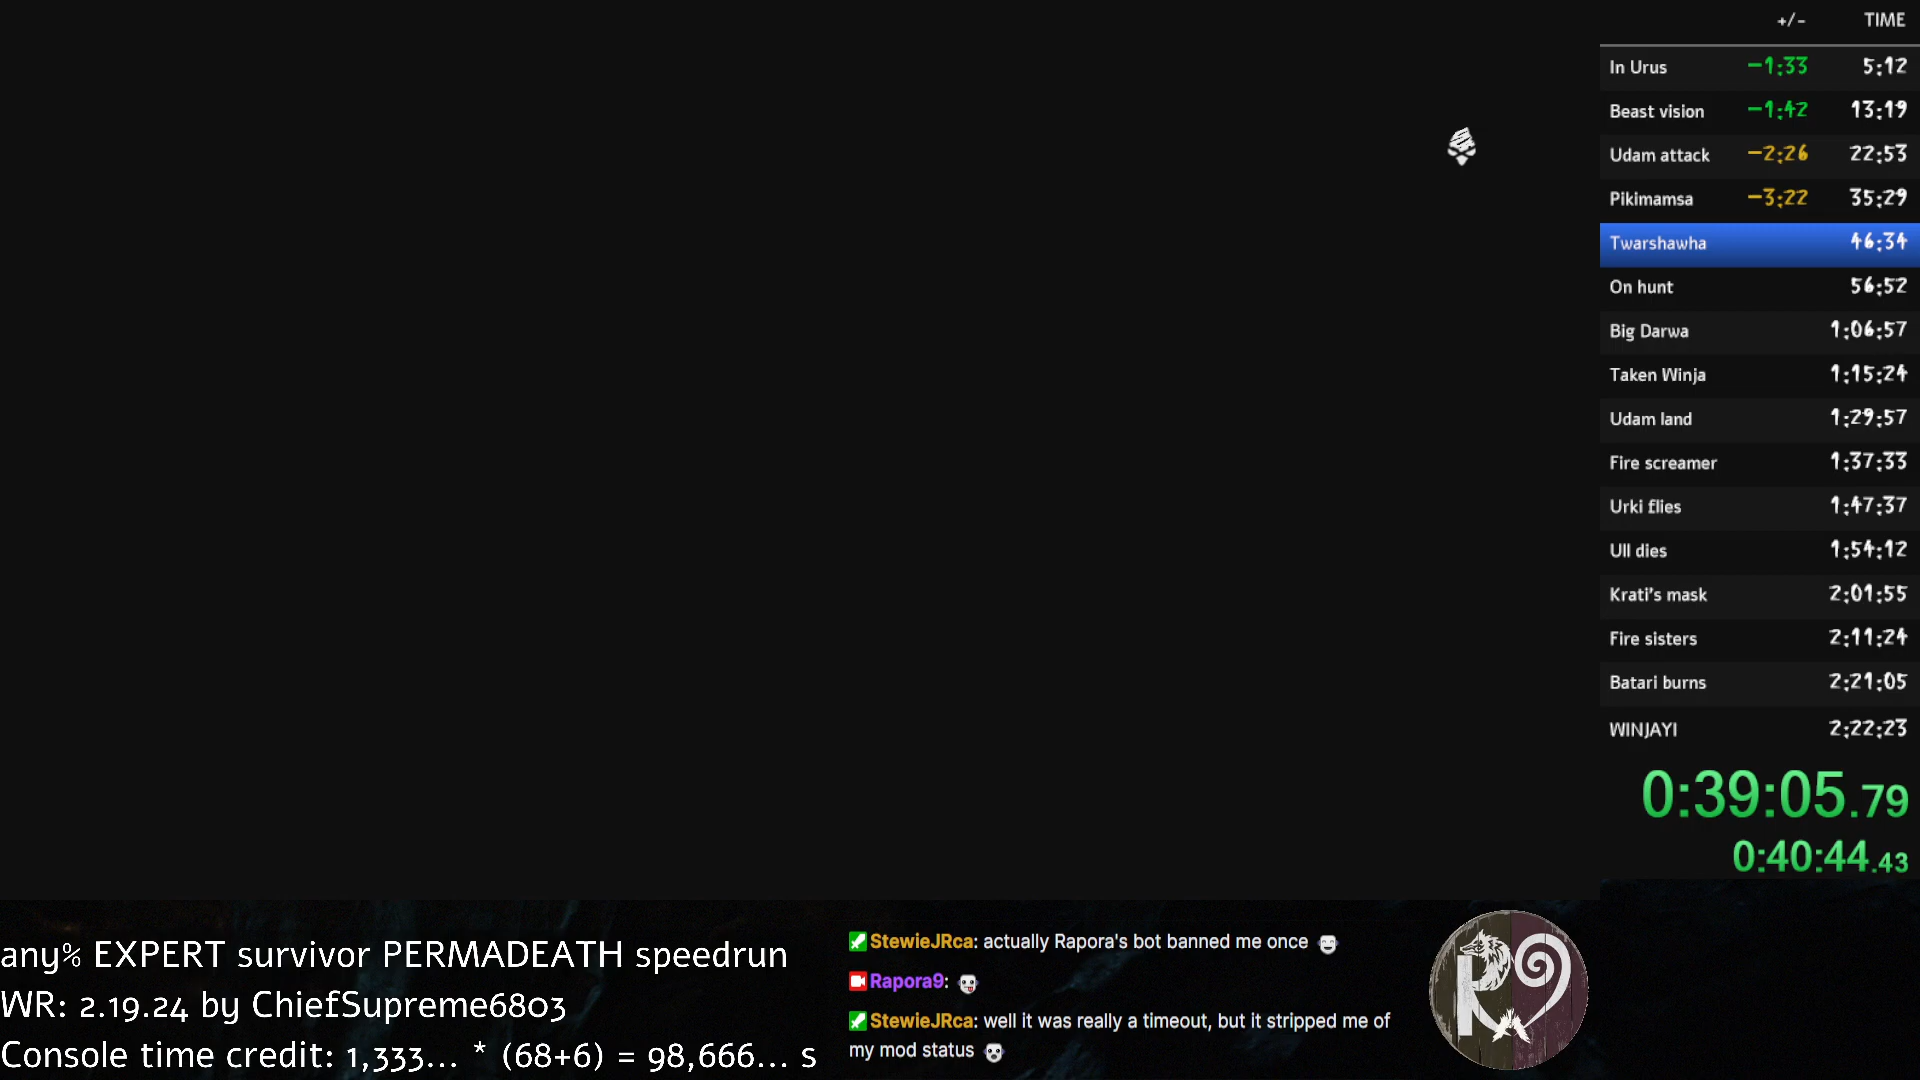 +/- TIME
In Urus -1:33 5:12
Beast vision -1:42 13:19
Udam attack -2:26 22:53
Pikimamsa -3:22 35:29
Twarshawha 46:34
On hunt 56:52
Big Darwa 1:06:57
Taken Winja 1:15:24
Udam land 1:29:57
Fire screamer 1:37:33
Urki flies 1:47:37
Ull dies 1:54:12
Krati's mask 2:01:55
Fire sisters 2:11:24
Batari burns 2:21:05
WINJAYI 2:22:23
0:39:05.79
0:40:44.43
any% EXPERT survivor PERMADEATH speedrun
WR: 2.19.24 by ChiefSupreme6803
Console time credit: 1,333... * (68+6) = 98,666... s
StewieJRca: actually Rapora's bot banned me once
Rapora9:
StewieJRca: well it was really a timeout, but it stripped me of
my mod status
R9